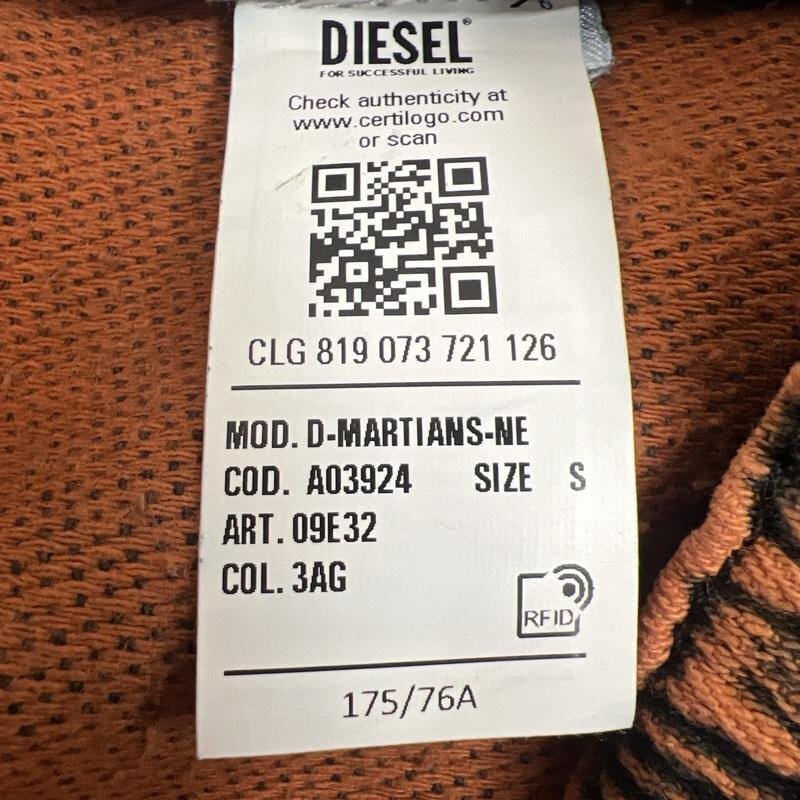 DIESEL®
FOR SUCCESSFUL LIVING
Check authenticity at
www.certilogo.com
or scan
CLG 819 073 721 126
MOD. D-MARTIANS-NE
COD. A03924 SIZE S
ART. 09E32
COL. 3AG
RFID
175/76A